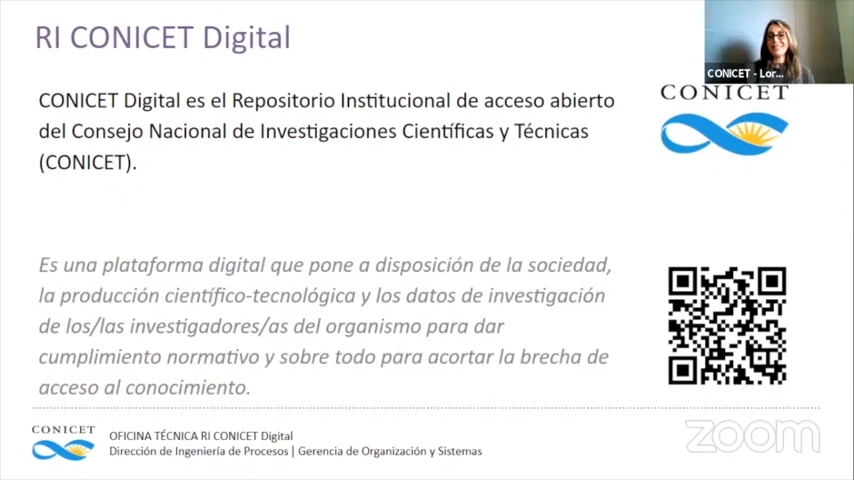 RI CONICET Digital
CONICET - Lor...
CONICET
CONICET Digital es el Repositorio Institucional de acceso abierto
del Consejo Nacional de Investigaciones Científicas y Técnicas
(CONICET).
Es una plataforma digital que pone a disposición de la sociedad,
la producción científico-tecnológica y los datos de investigación
de los/las investigadores/as del organismo para dar
cumplimiento normativo y sobre todo para acortar la brecha de
acceso al conocimiento.
CONICET
OFICINA TÉCNICA RI CONICET Digital
Dirección de Ingeniería de Procesos | Gerencia de Organización y Sistemas
zoom